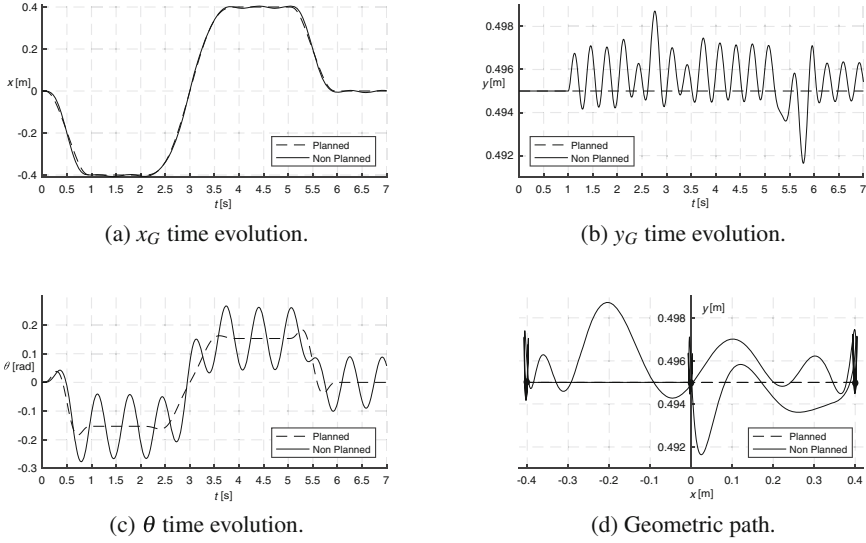 0.4
0.2
x [m]
0
-0.2
-0.4
Planned
Non Planned
0 0.5 1 1.5 2 2.5 3 3.5 4 4.5 5 5.5 6 6.5 7
t [s]
(a) x_G time evolution.
0.498
0.496
y [m]
0.494
0.492
Planned
Non Planned
0 0.5 1 1.5 2 2.5 3 3.5 4 4.5 5 5.5 6 6.5 7
t [s]
(b) y_G time evolution.
0.2
0.1
θ [rad]
0
-0.1
-0.2
-0.3
Planned
Non Planned
0 0.5 1 1.5 2 2.5 3 3.5 4 4.5 5 5.5 6 6.5 7
t [s]
(c) θ time evolution.
y [m]
0.498
0.496
0.494
0.492
Planned
Non Planned
-0.4 -0.3 -0.2 -0.1 0 0.1 0.2 0.3 0.4
x [m]
(d) Geometric path.